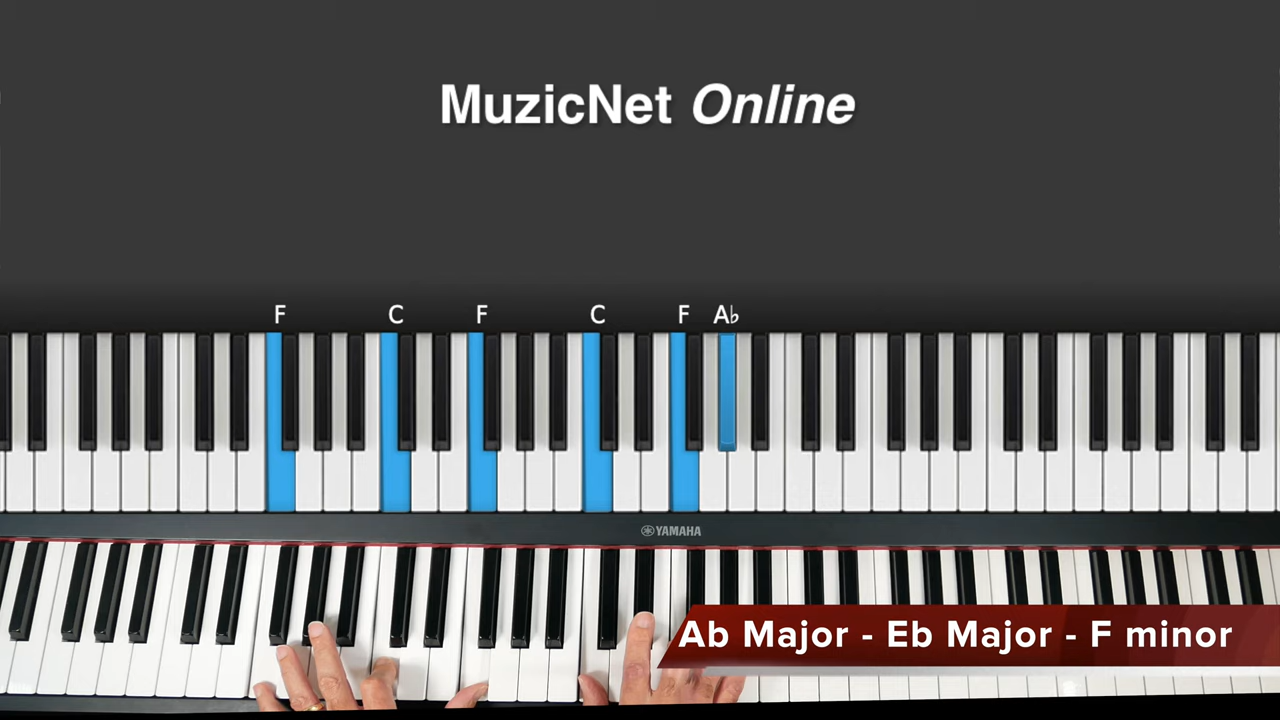 MuzicNet Online
F C F C F A♭
YAMAHA
Ab Major - Eb Major - F minor